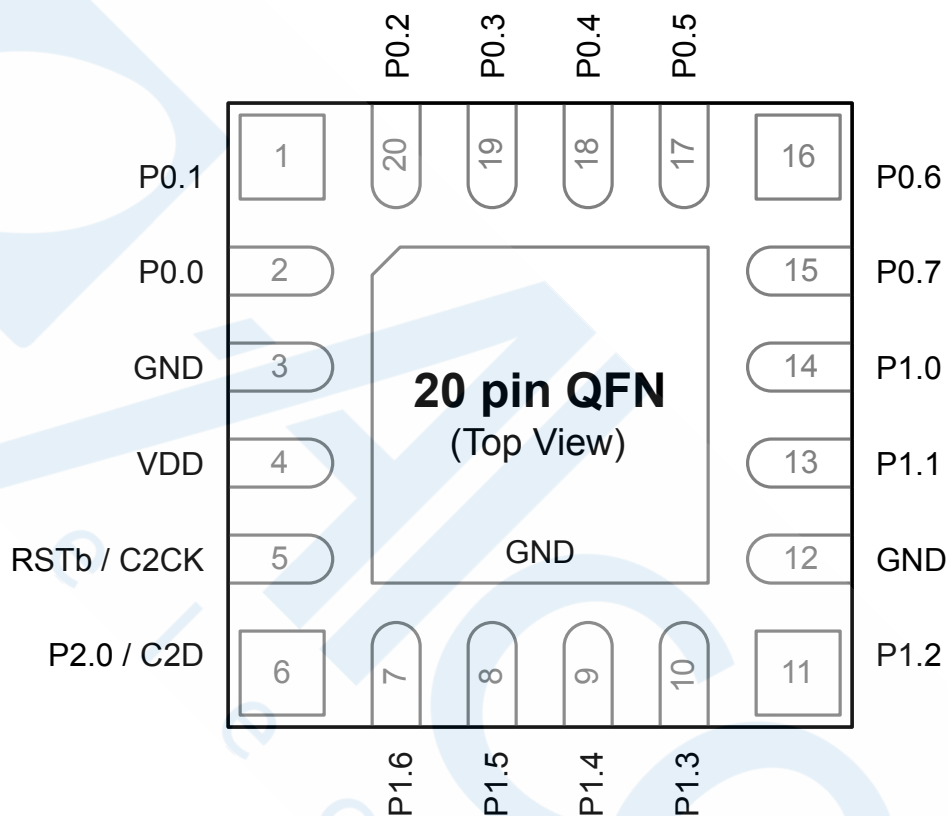 P0.2
P0.3
P0.4
P0.5
1
20
19
18
17
16
P0.1
P0.6
P0.0
2
15
P0.7
GND
3
14
P1.0
20 pin QFN
(Top View)
VDD
4
13
P1.1
RSTb / C2CK
5
GND
12
GND
P2.0 / C2D
6
7
8
9
10
11
P1.2
P1.6
P1.5
P1.4
P1.3